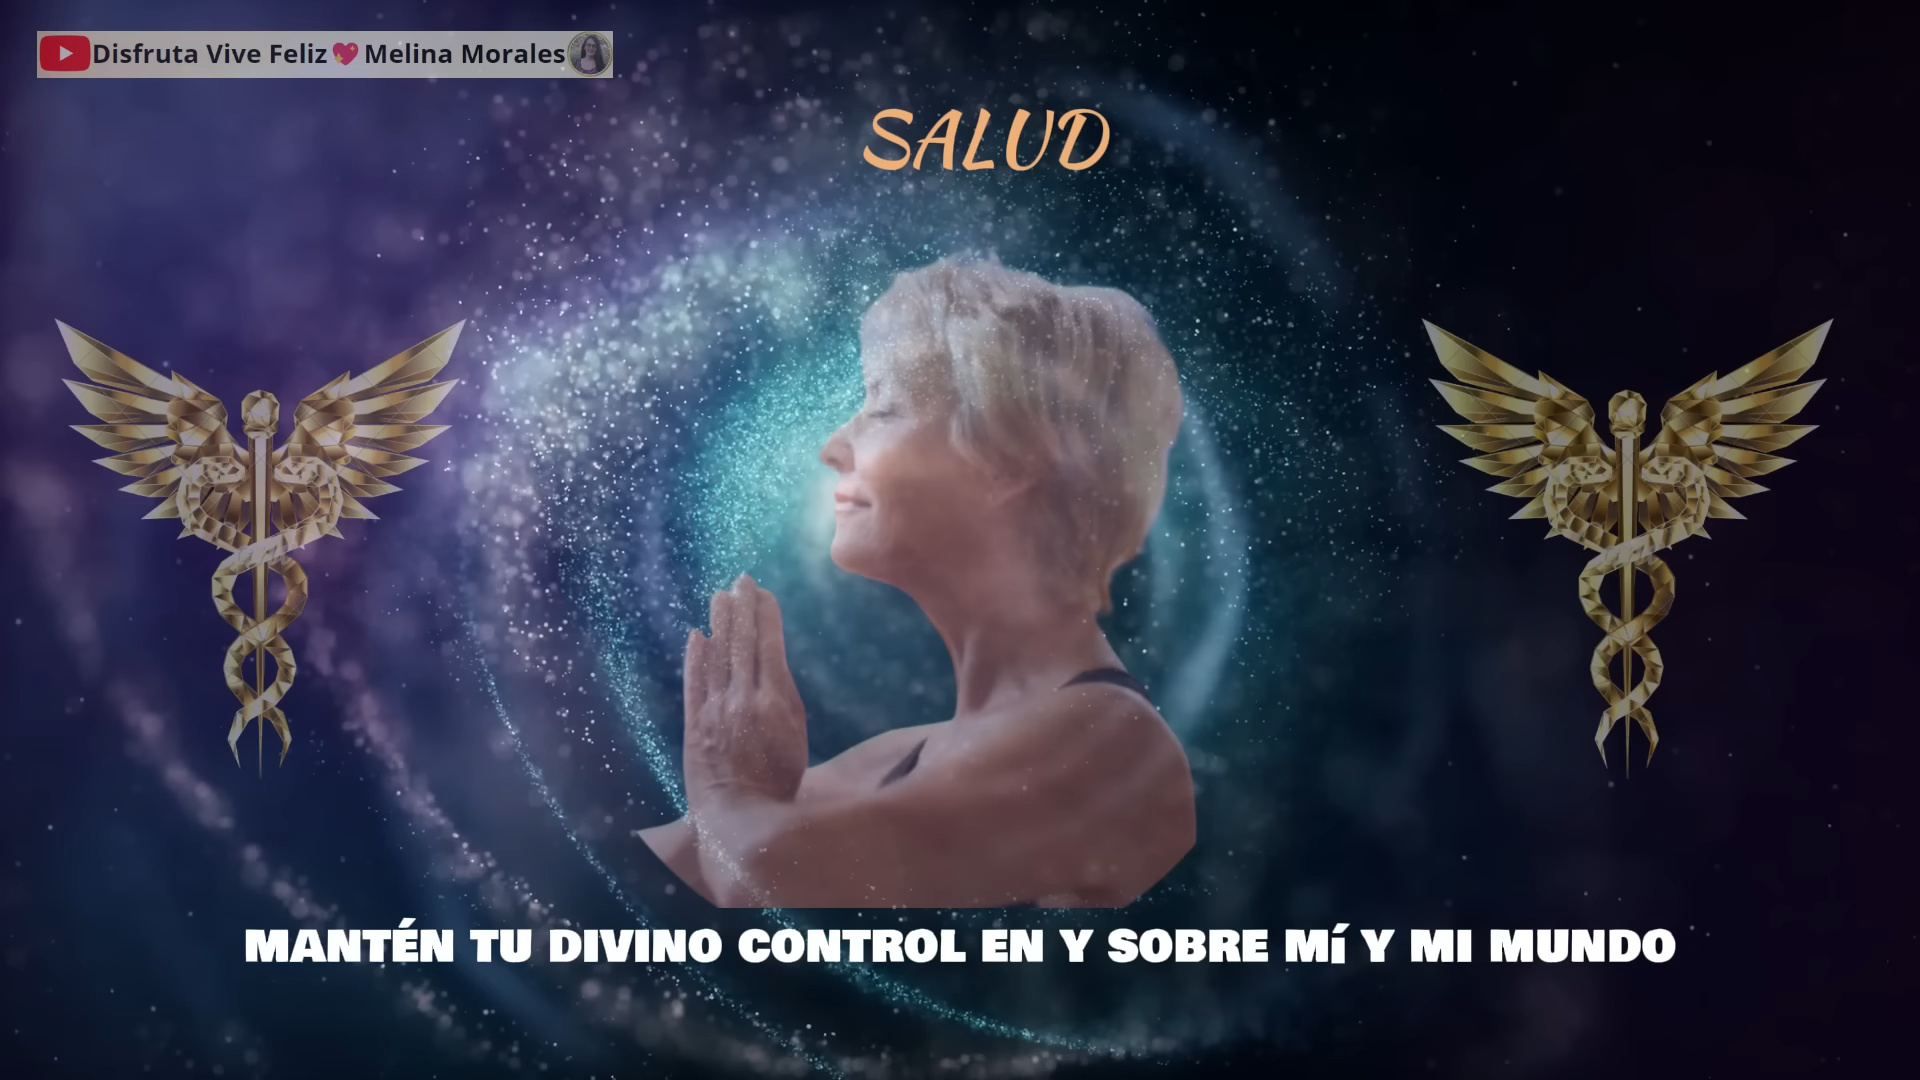 Disfruta Vive Feliz💖Melina Morales
SALUD
MANTÉN TU DIVINO CONTROL EN Y SOBRE Mí Y MI MUNDO